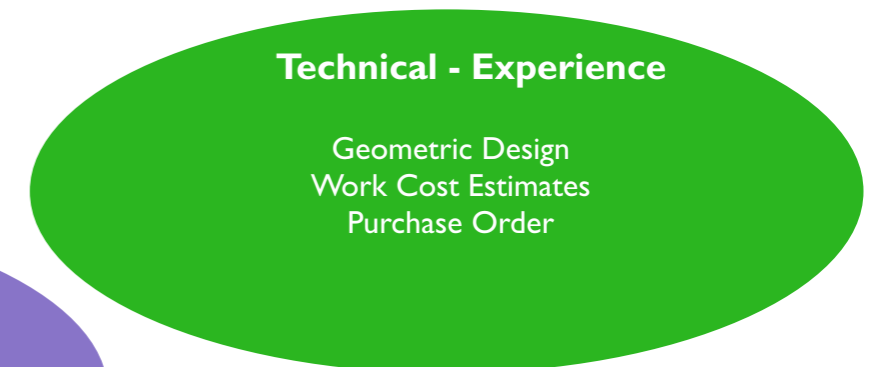 Technical - Experience
Geometric Design
Work Cost Estimates
Purchase Order